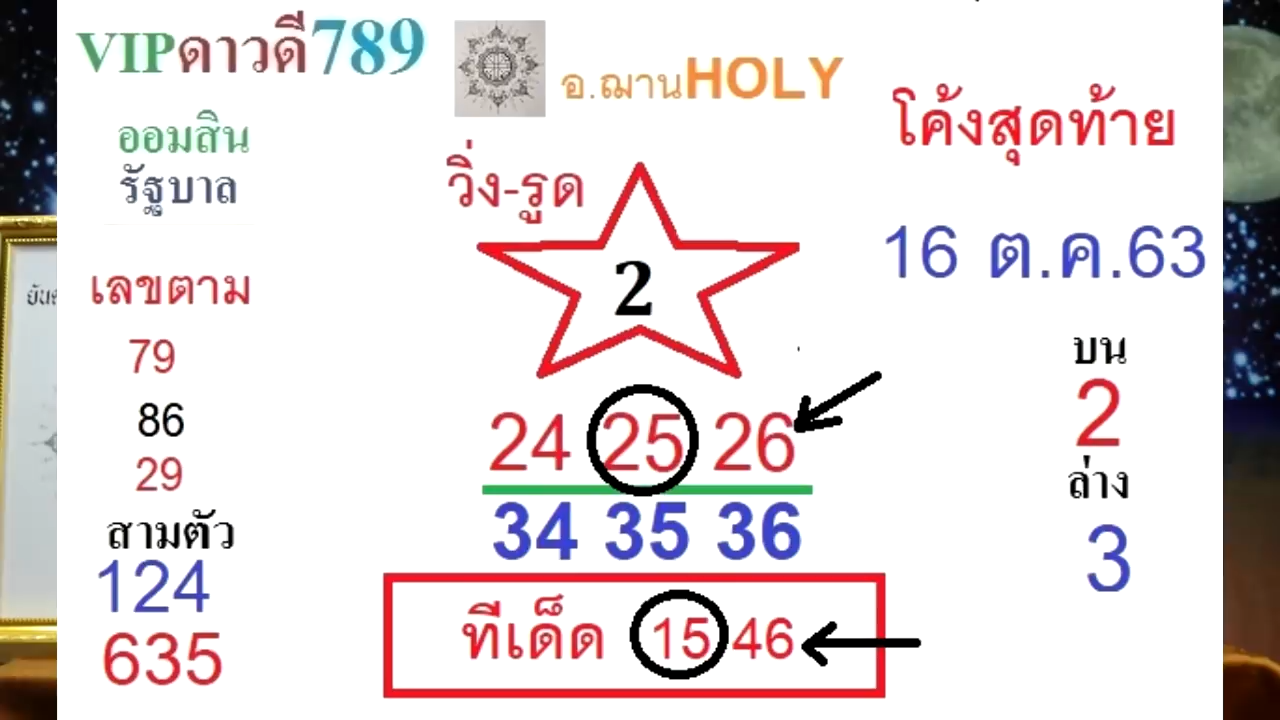 VIPดาวดี789
อ.ฌานHOLY
ออมสิน
รัฐบาล
โค้งสุดท้าย
วิ่ง-รูด
2
16 ต.ค.63
เลขตาม
79
86
29
สามตัว
124
635
24 25 26
34 35 36
ทีเด็ด 15 46
บน
2
ล่าง
3